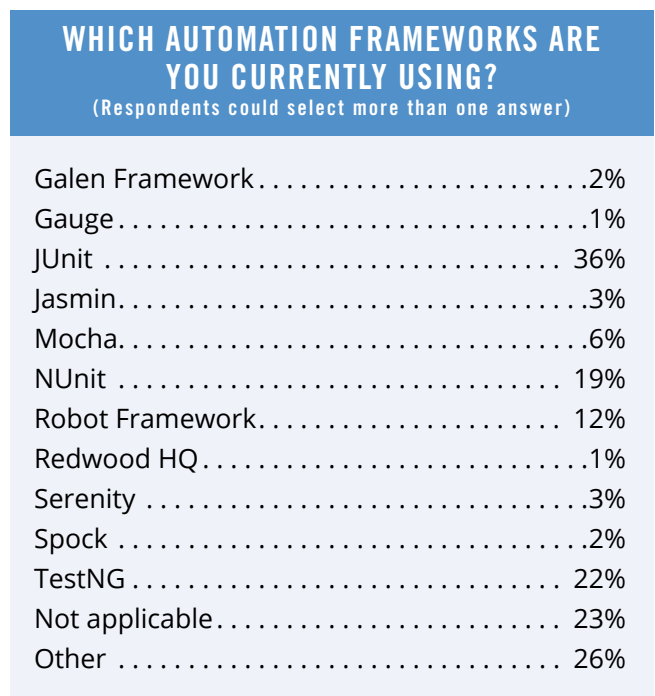 WHICH AUTOMATION FRAMEWORKS ARE
YOU CURRENTLY USING?
(Respondents could select more than one answer)
Galen Framework. . . . . . . . . . . . . . . . . . . . . . . .2%
Gauge. . . . . . . . . . . . . . . . . . . . . . . . . . . . . . . . . .1%
JUnit . . . . . . . . . . . . . . . . . . . . . . . . . . . . . . . . . 36%
Jasmin. . . . . . . . . . . . . . . . . . . . . . . . . . . . . . . . . .3%
Mocha. . . . . . . . . . . . . . . . . . . . . . . . . . . . . . . . . .6%
NUnit . . . . . . . . . . . . . . . . . . . . . . . . . . . . . . . . 19%
Robot Framework. . . . . . . . . . . . . . . . . . . . . . 12%
Redwood HQ. . . . . . . . . . . . . . . . . . . . . . . . . . . .1%
Serenity . . . . . . . . . . . . . . . . . . . . . . . . . . . . . . . .3%
Spock . . . . . . . . . . . . . . . . . . . . . . . . . . . . . . . . . .2%
TestNG . . . . . . . . . . . . . . . . . . . . . . . . . . . . . . . 22%
Not applicable. . . . . . . . . . . . . . . . . . . . . . . . . 23%
Other . . . . . . . . . . . . . . . . . . . . . . . . . . . . . . . . 26%